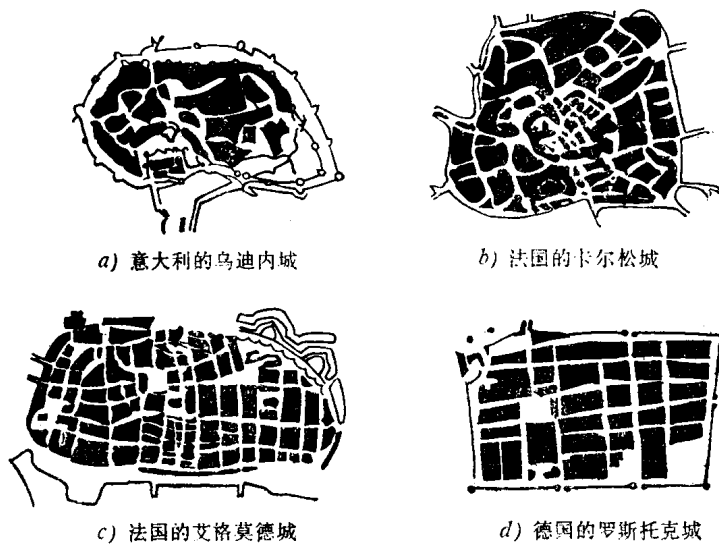 a) 意大利的乌迪内城
b) 法国的卡尔松城
c) 法国的艾格莫德城
d) 德国的罗斯托克城